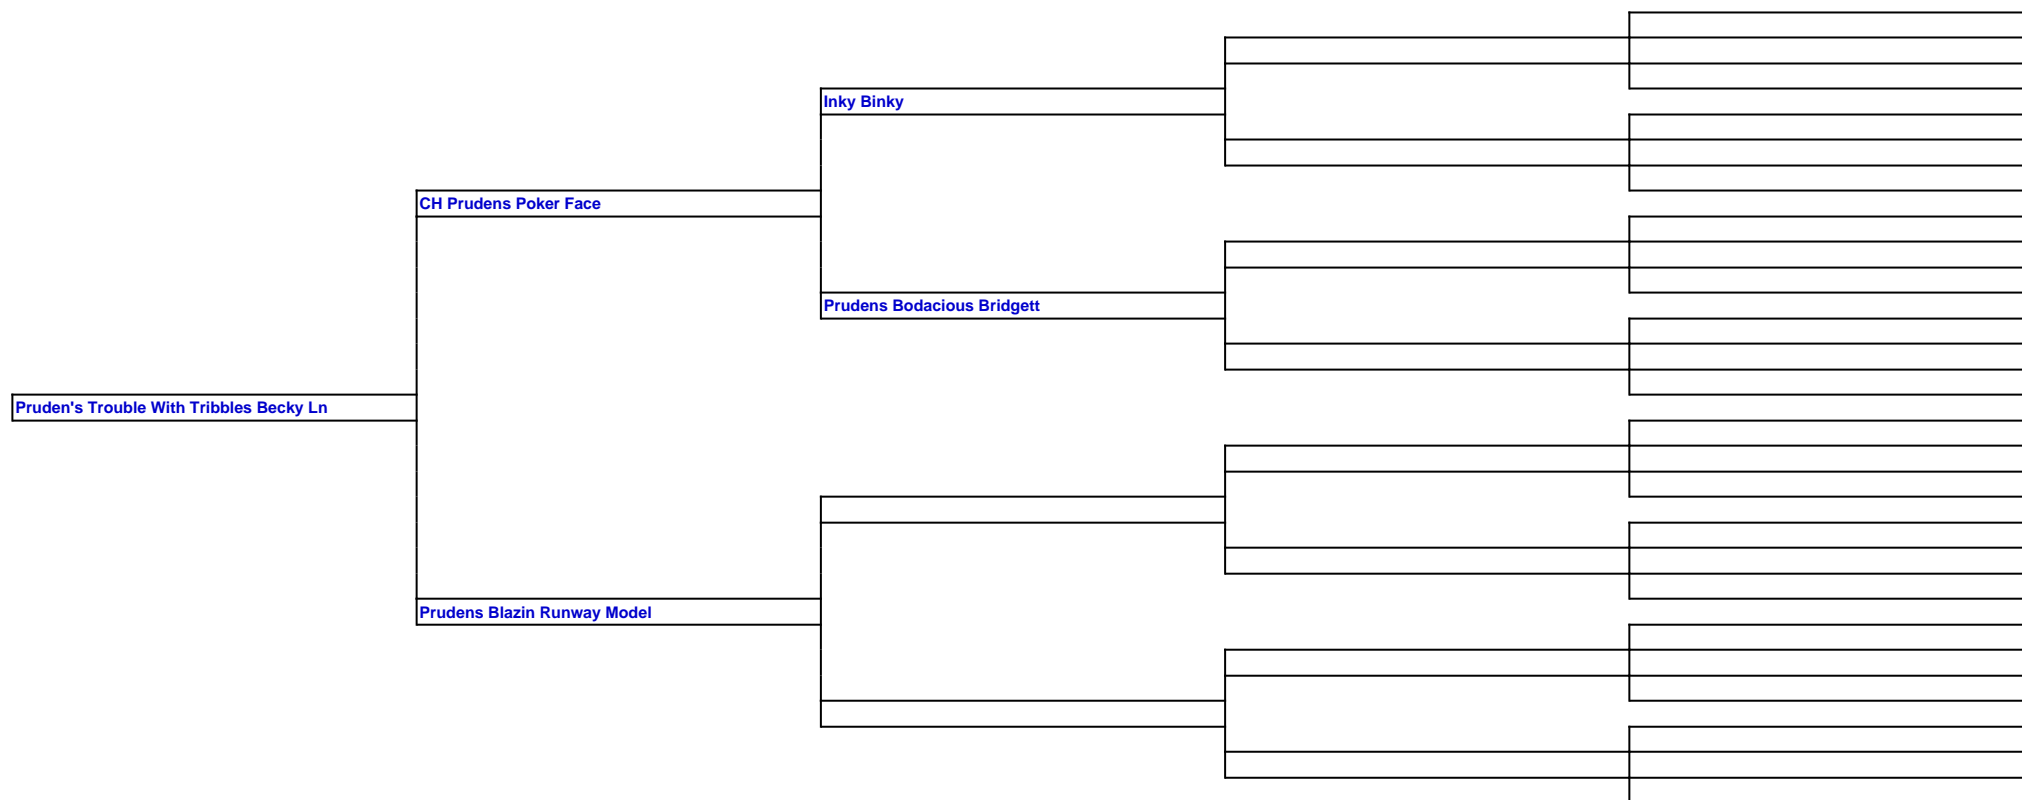 Inky Binky
CH Prudens Poker Face
Prudens Bodacious Bridgett
Pruden's Trouble With Tribbles Becky Ln
Prudens Blazin Runway Model